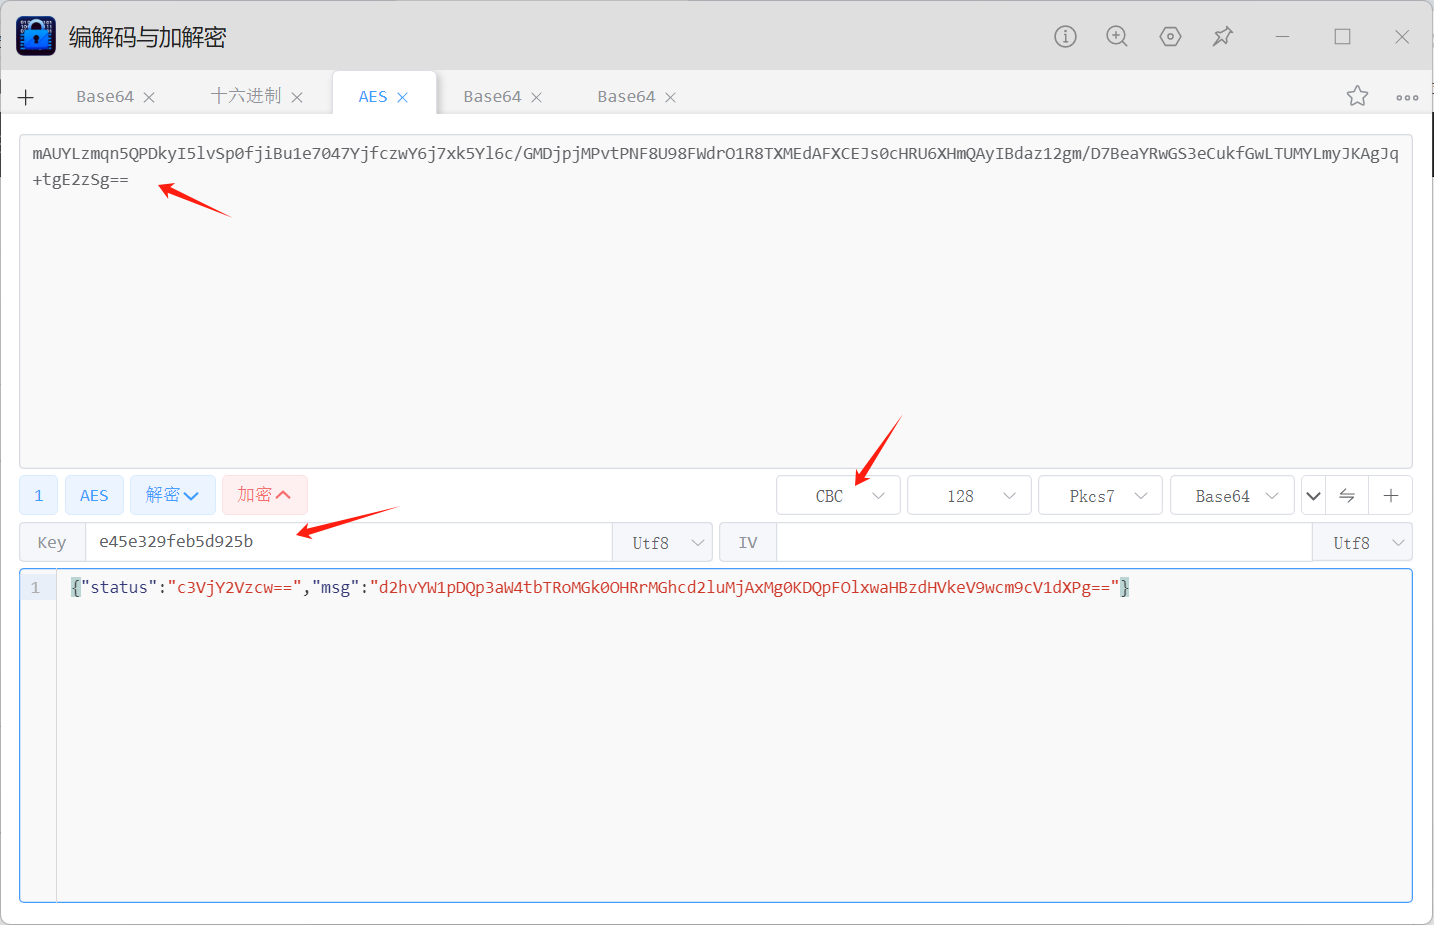 编解码与加解密
Base64 十六进制 AES Base64 Base64
mAUYLzmqn5QPDkyI5lvSp0fjiBu1e7047YjfczwY6j7xk5Yl6c/GMDjpjMPvtPNF8U98FWdrO1R8TXMEdAFXCEJs0cHRU6XHmQAyIBdaz12gm/D7BeaYRwGS3eCukfGwLTUMYLmyJKAgJq
+tgE2zSg==
1 AES 解密 加密 CBC 128 Pkcs7 Base64
Key e45e329feb5d925b Utf8 IV Utf8
1 {"status":"c3VjY2Vzcw==","msg":"d2hvYW1pDQp3aW4tbTRoMGk0OHRrMGhcd2luMjAxMg0KDQpFOlxwaHBzdHVkeV9wcm9cV1dXPg=="}